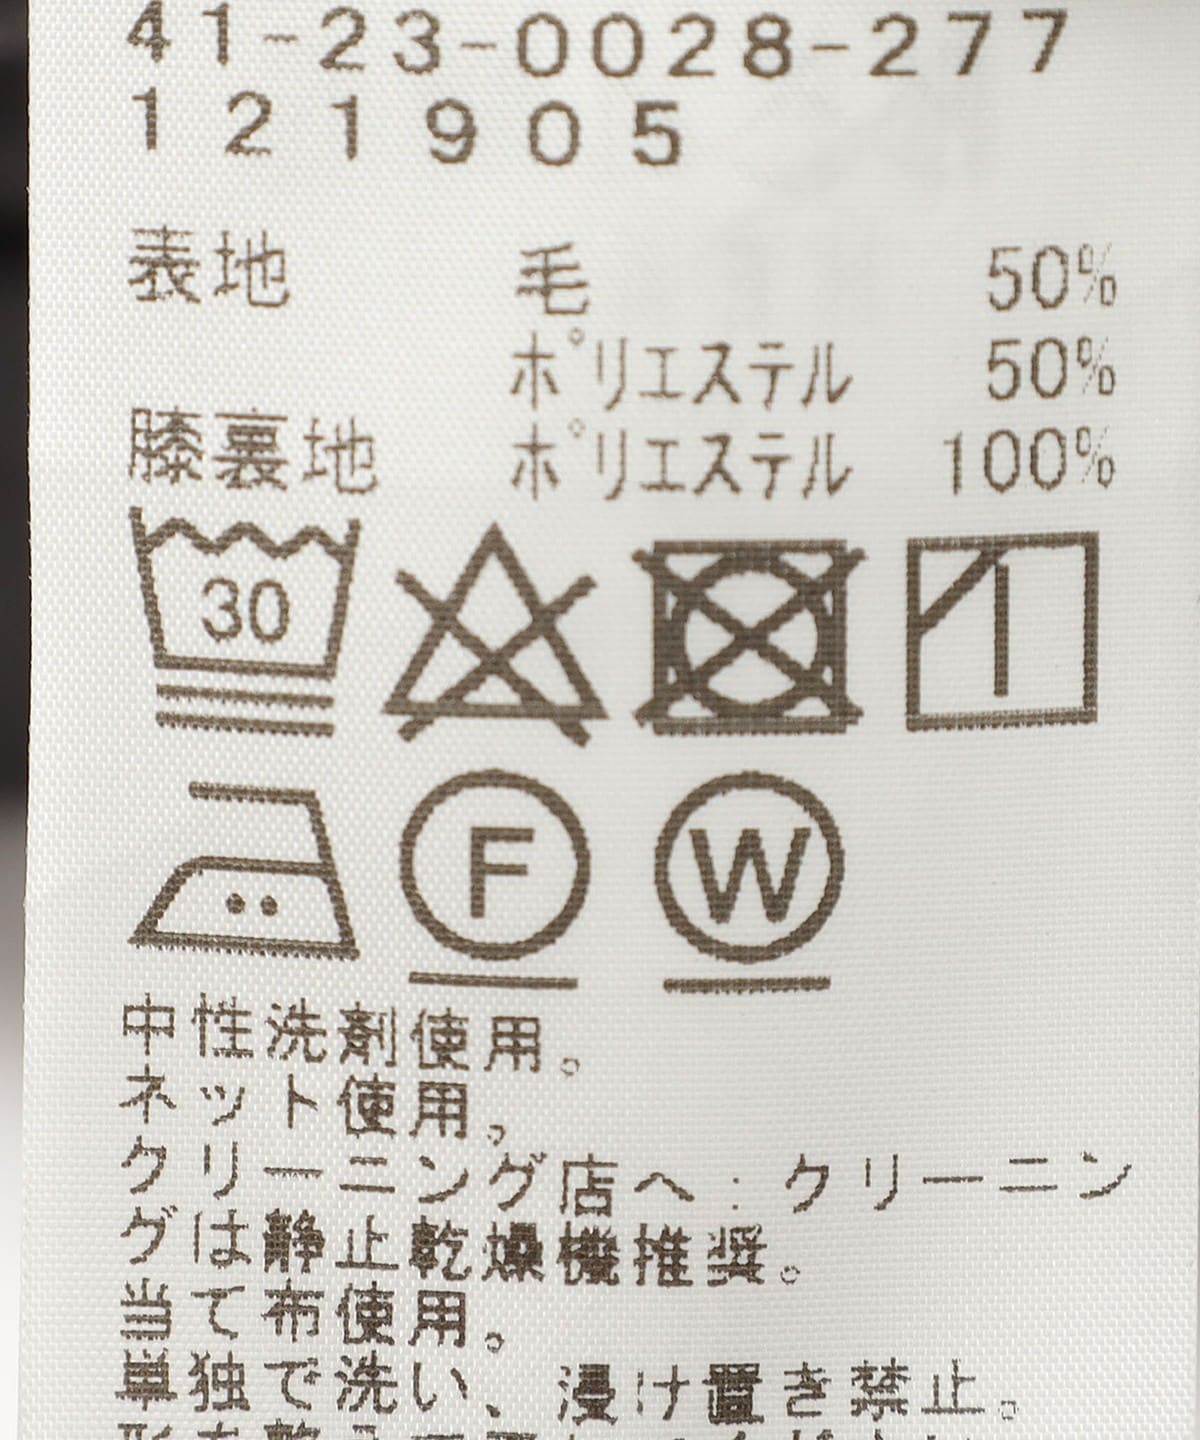 41-23-0028-277
121905
表地 毛 50%
ポリエステル 50%
膝裏地 ポリエステル 100%
30
F W
中性洗剤使用。
ネット使用。
クリーニング店へ:クリーニン
グは静止乾燥機推奨。
当て布使用。
単独で洗い、浸け置き禁止。